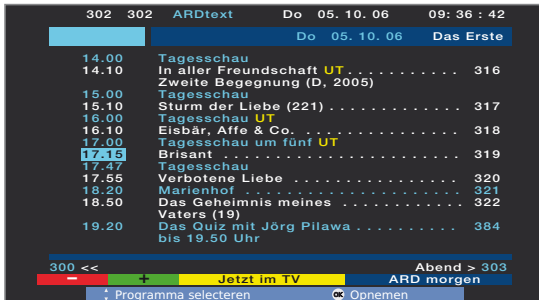 302 302 ARDtext Do 05. 10. 06 09: 36 : 42
Do 05. 10. 06 Das Erste
14.00 Tagesschau
14.10 In aller Freundschaft UT . . . . . . . . . . . 316
Zweite Begegnung (D, 2005)
15.00 Tagesschau
15.10 Sturm der Liebe (221) . . . . . . . . . . . . . 317
16.00 Tagesschau UT
16.10 Eisbär, Affe & Co. . . . . . . . . . . . . . . . . 318
17.00 Tagesschau um fünf UT
17.15 Brisant . . . . . . . . . . . . . . . . . . . . . . . 319
17.47 Tagesschau
17.55 Verbotene Liebe . . . . . . . . . . . . . . . . 320
18.20 Marienhof . . . . . . . . . . . . . . . . . . . . . 321
18.50 Das Geheimnis meines . . . . . . . . . . . . 322
Vaters (19)
19.20 Das Quiz mit Jörg Pilawa . . . . . . . . . . 384
bis 19.50 Uhr
300 << Abend > 303
− + Jetzt im TV ARD morgen
Programma selecteren OK Opnemen